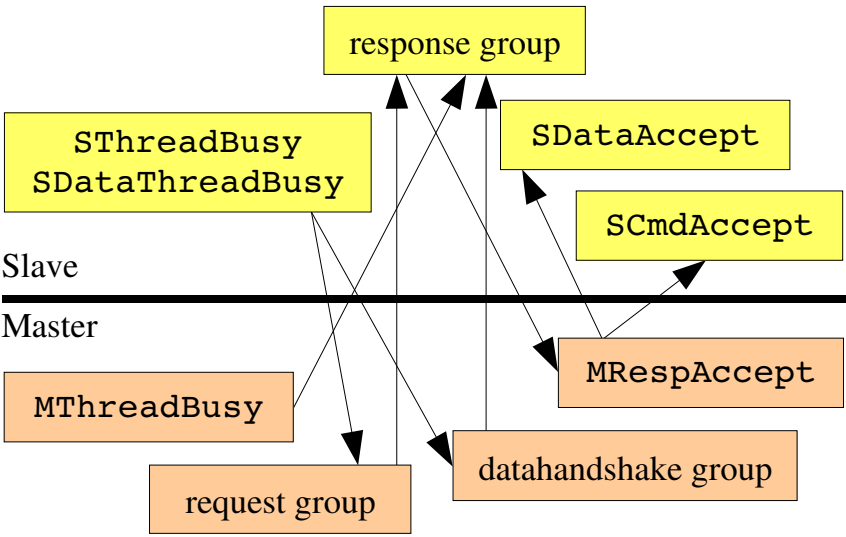 response group
SThreadBusy
SDataThreadBusy
SDataAccept
SCmdAccept
Slave
Master
MRespAccept
MThreadBusy
datahandshake group
request group